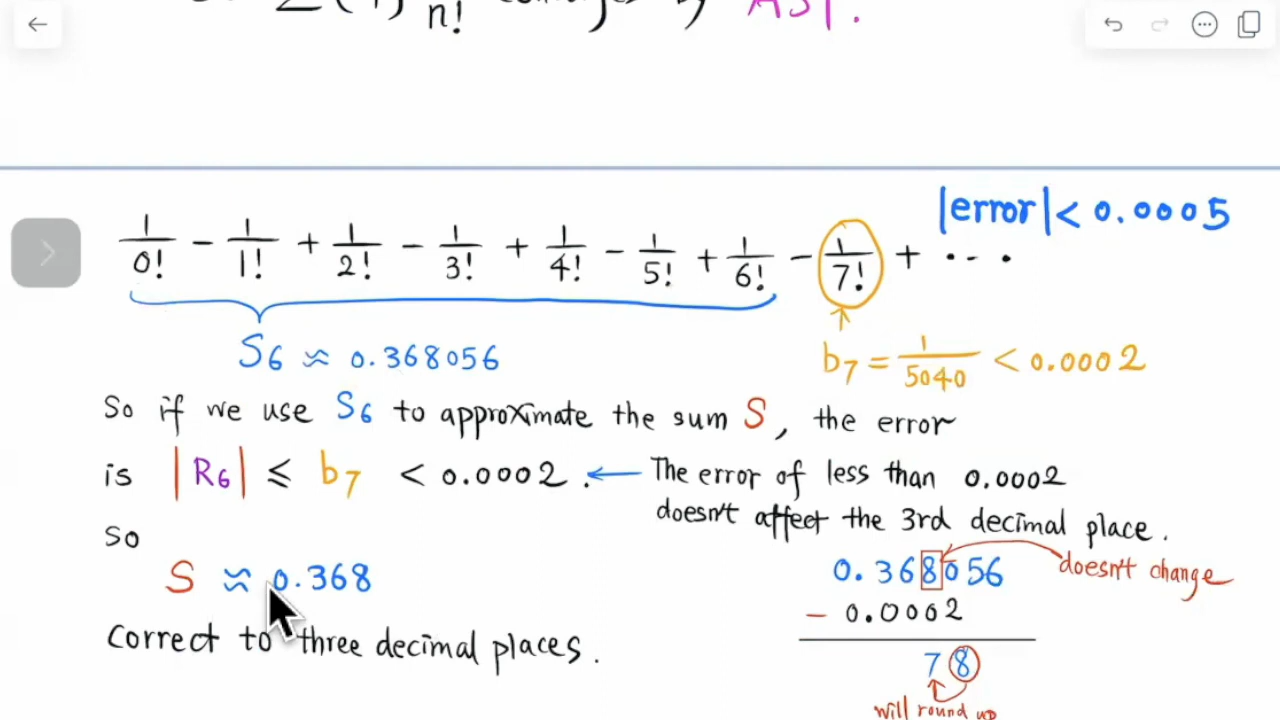 n! converges by AST.
|error| < 0.0005
1/0! − 1/1! + 1/2! − 1/3! + 1/4! − 1/5! + 1/6! − 1/7! + ...
S6 ≈ 0.368056
b7 = 1/5040 < 0.0002
So if we use S6 to approximate the sum S, the error
is |R6| ≤ b7 < 0.0002. ← The error of less than 0.0002
doesn't affect the 3rd decimal place.
So
S ≈ 0.368
correct to three decimal places.
0.368056
doesn't change
− 0.0002
78
will round up